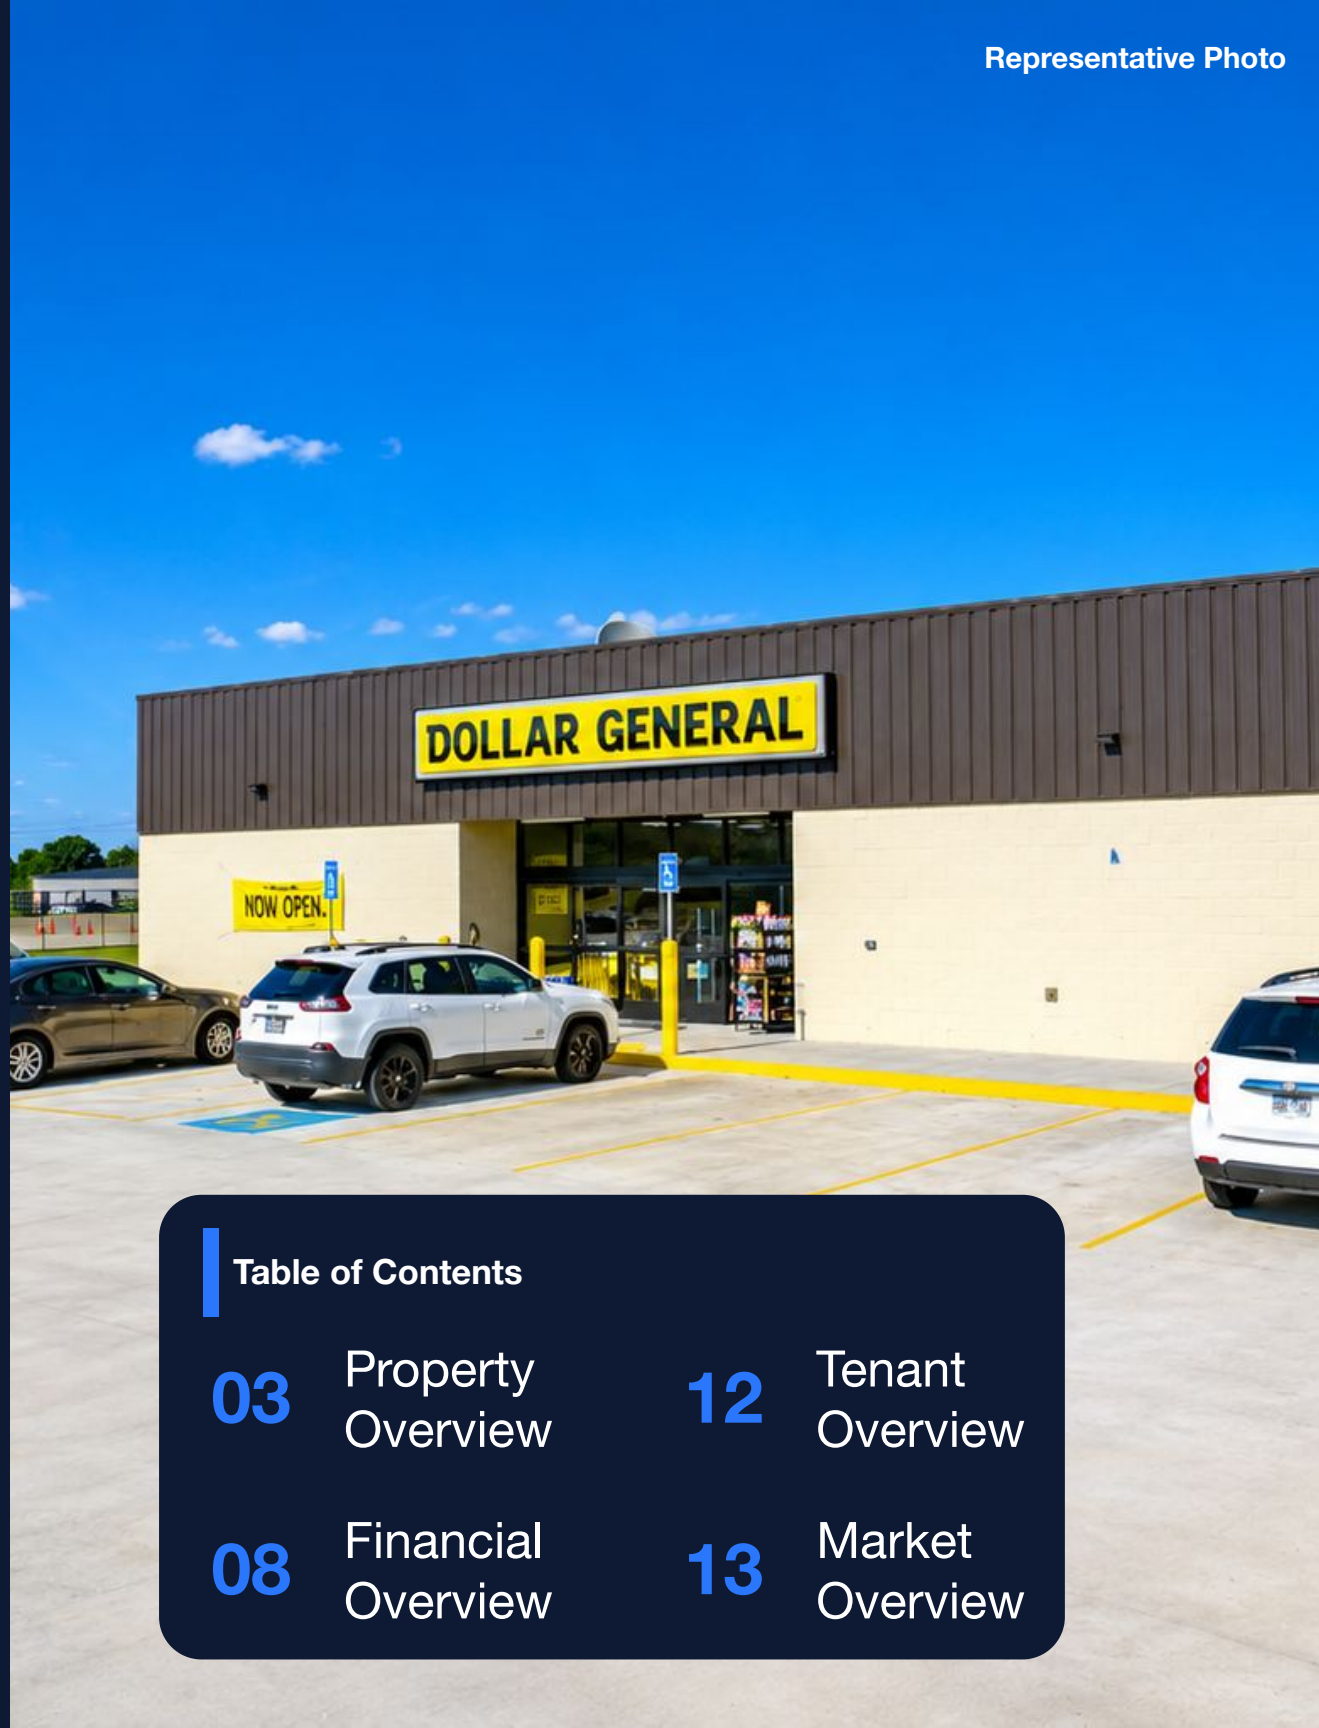 Representative Photo
DOLLAR GENERAL
NOW OPEN.
Table of Contents
03
Property
Overview
12
Tenant
Overview
08
Financial
Overview
13
Market
Overview